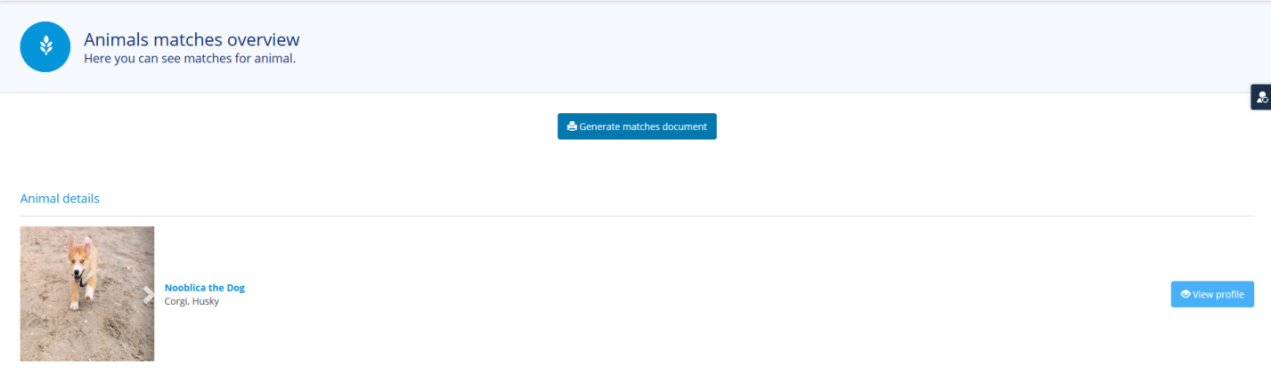 Animals matches overview
Here you can see matches for animal.
Generate matches document
Animal details
Nooblica the Dog
Corgi, Husky
View profile